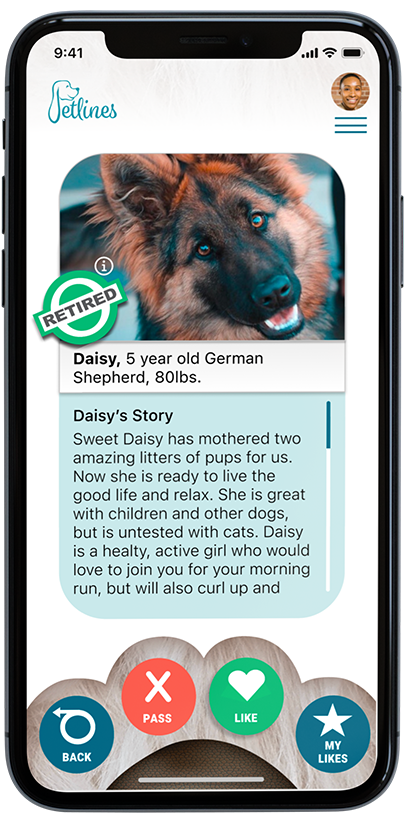 9:41
Petlines
RETIRED
i
Daisy, 5 year old German
Shepherd, 80lbs.
Daisy's Story
Sweet Daisy has mothered two
amazing litters of pups for us.
Now she is ready to live the
good life and relax. She is great
with children and other dogs,
but is untested with cats. Daisy
is a healty, active girl who would
love to join you for your morning
run, but will also curl up and
BACK
PASS
LIKE
MY
LIKES